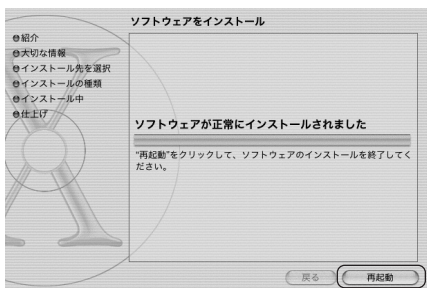 ソフトウェアをインストール
紹介
大切な情報
インストール先を選択
インストールの種類
インストール中
仕上げ
ソフトウェアが正常にインストールされました
"再起動"をクリックして、ソフトウェアのインストールを終了してく
ださい。
戻る
再起動